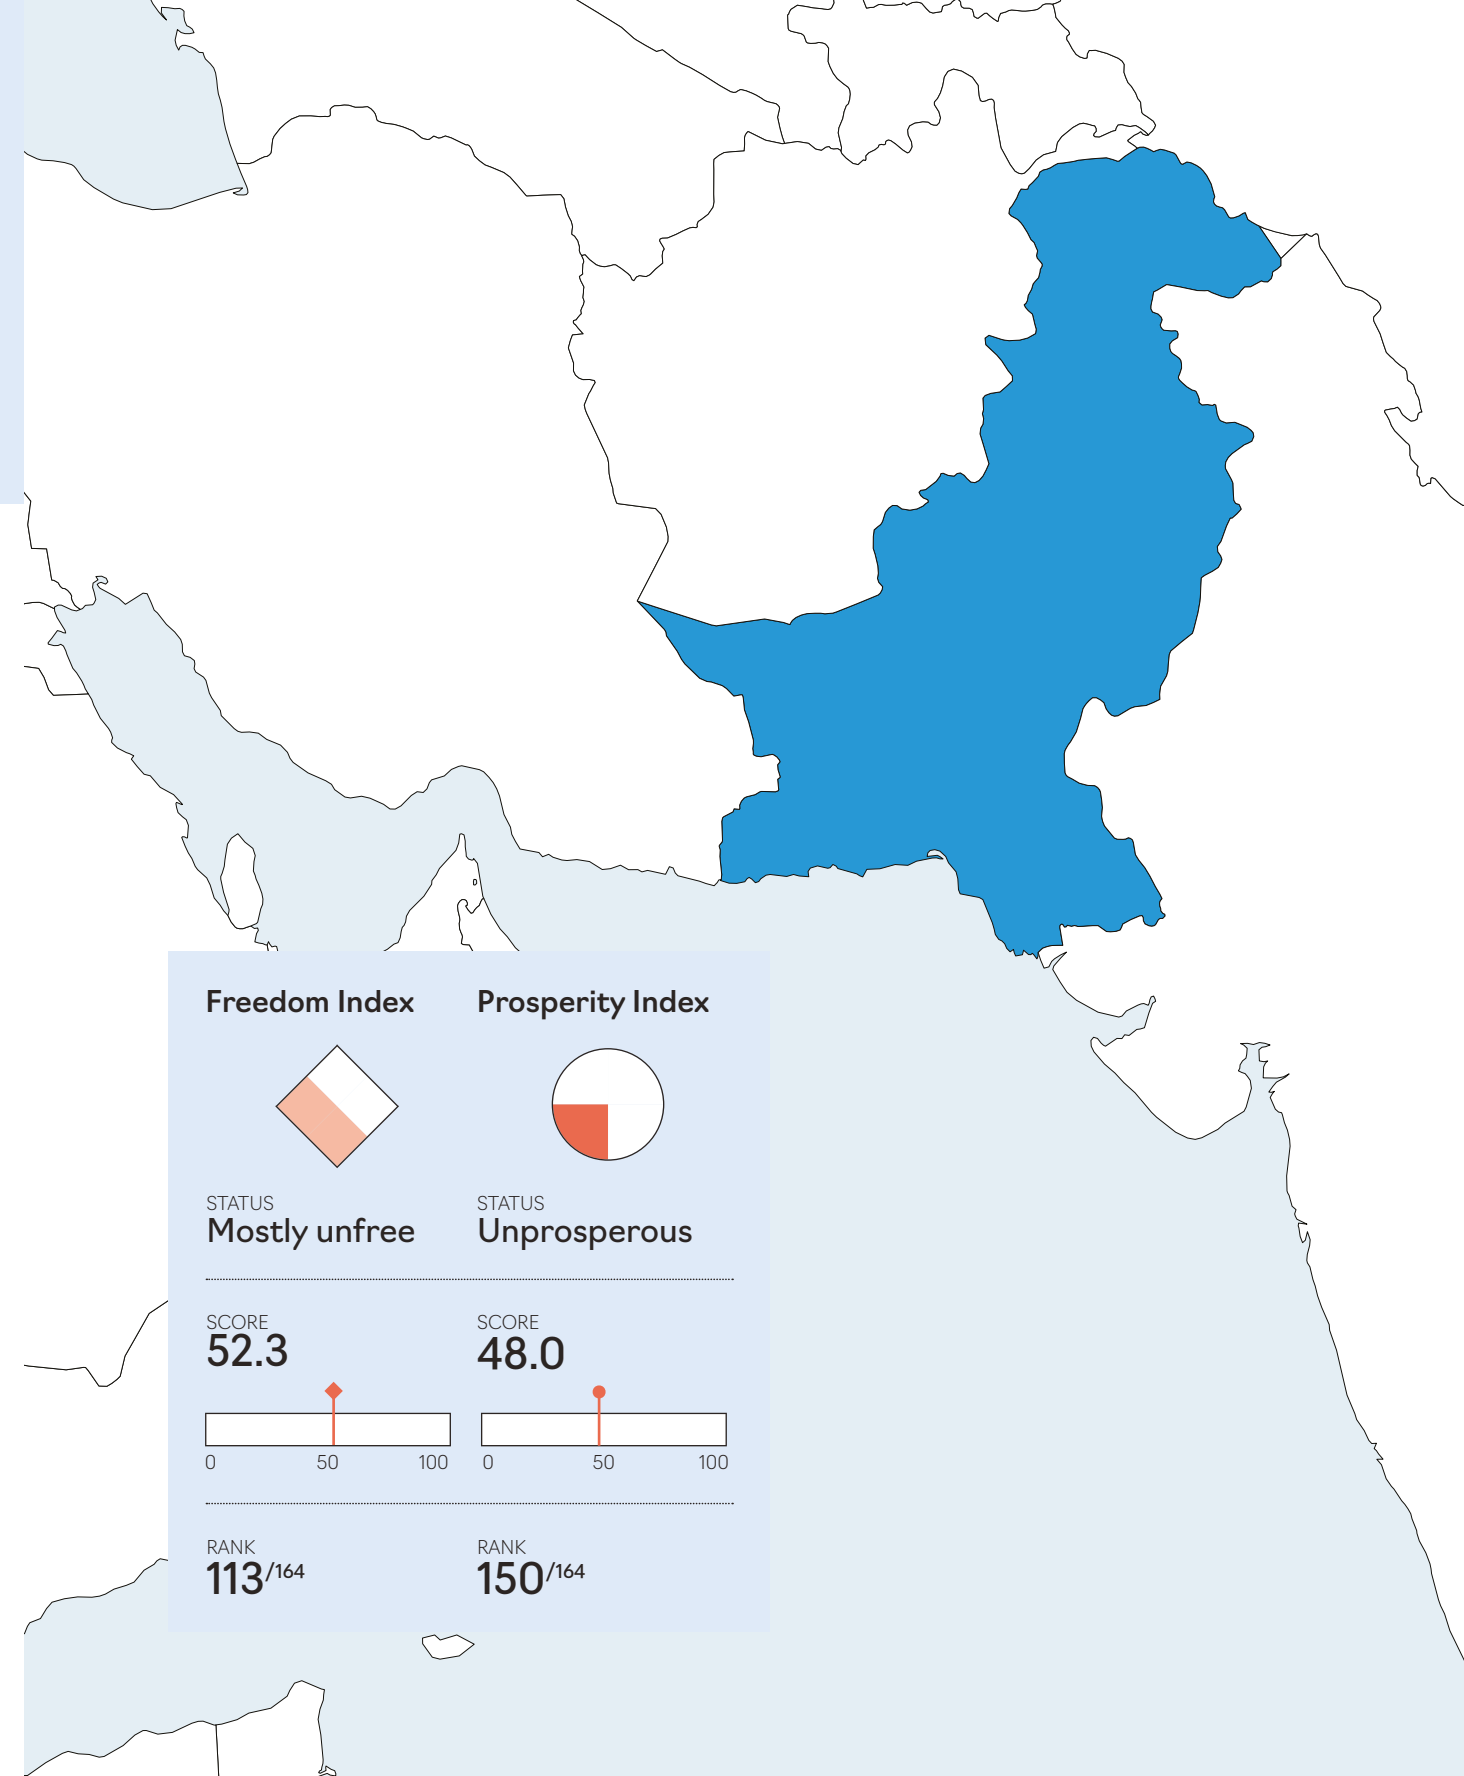 Freedom Index
Prosperity Index
STATUS
Mostly unfree
STATUS
Unprosperous
SCORE
52.3
SCORE
48.0
0 50 100
0 50 100
RANK
113/164
RANK
150/164